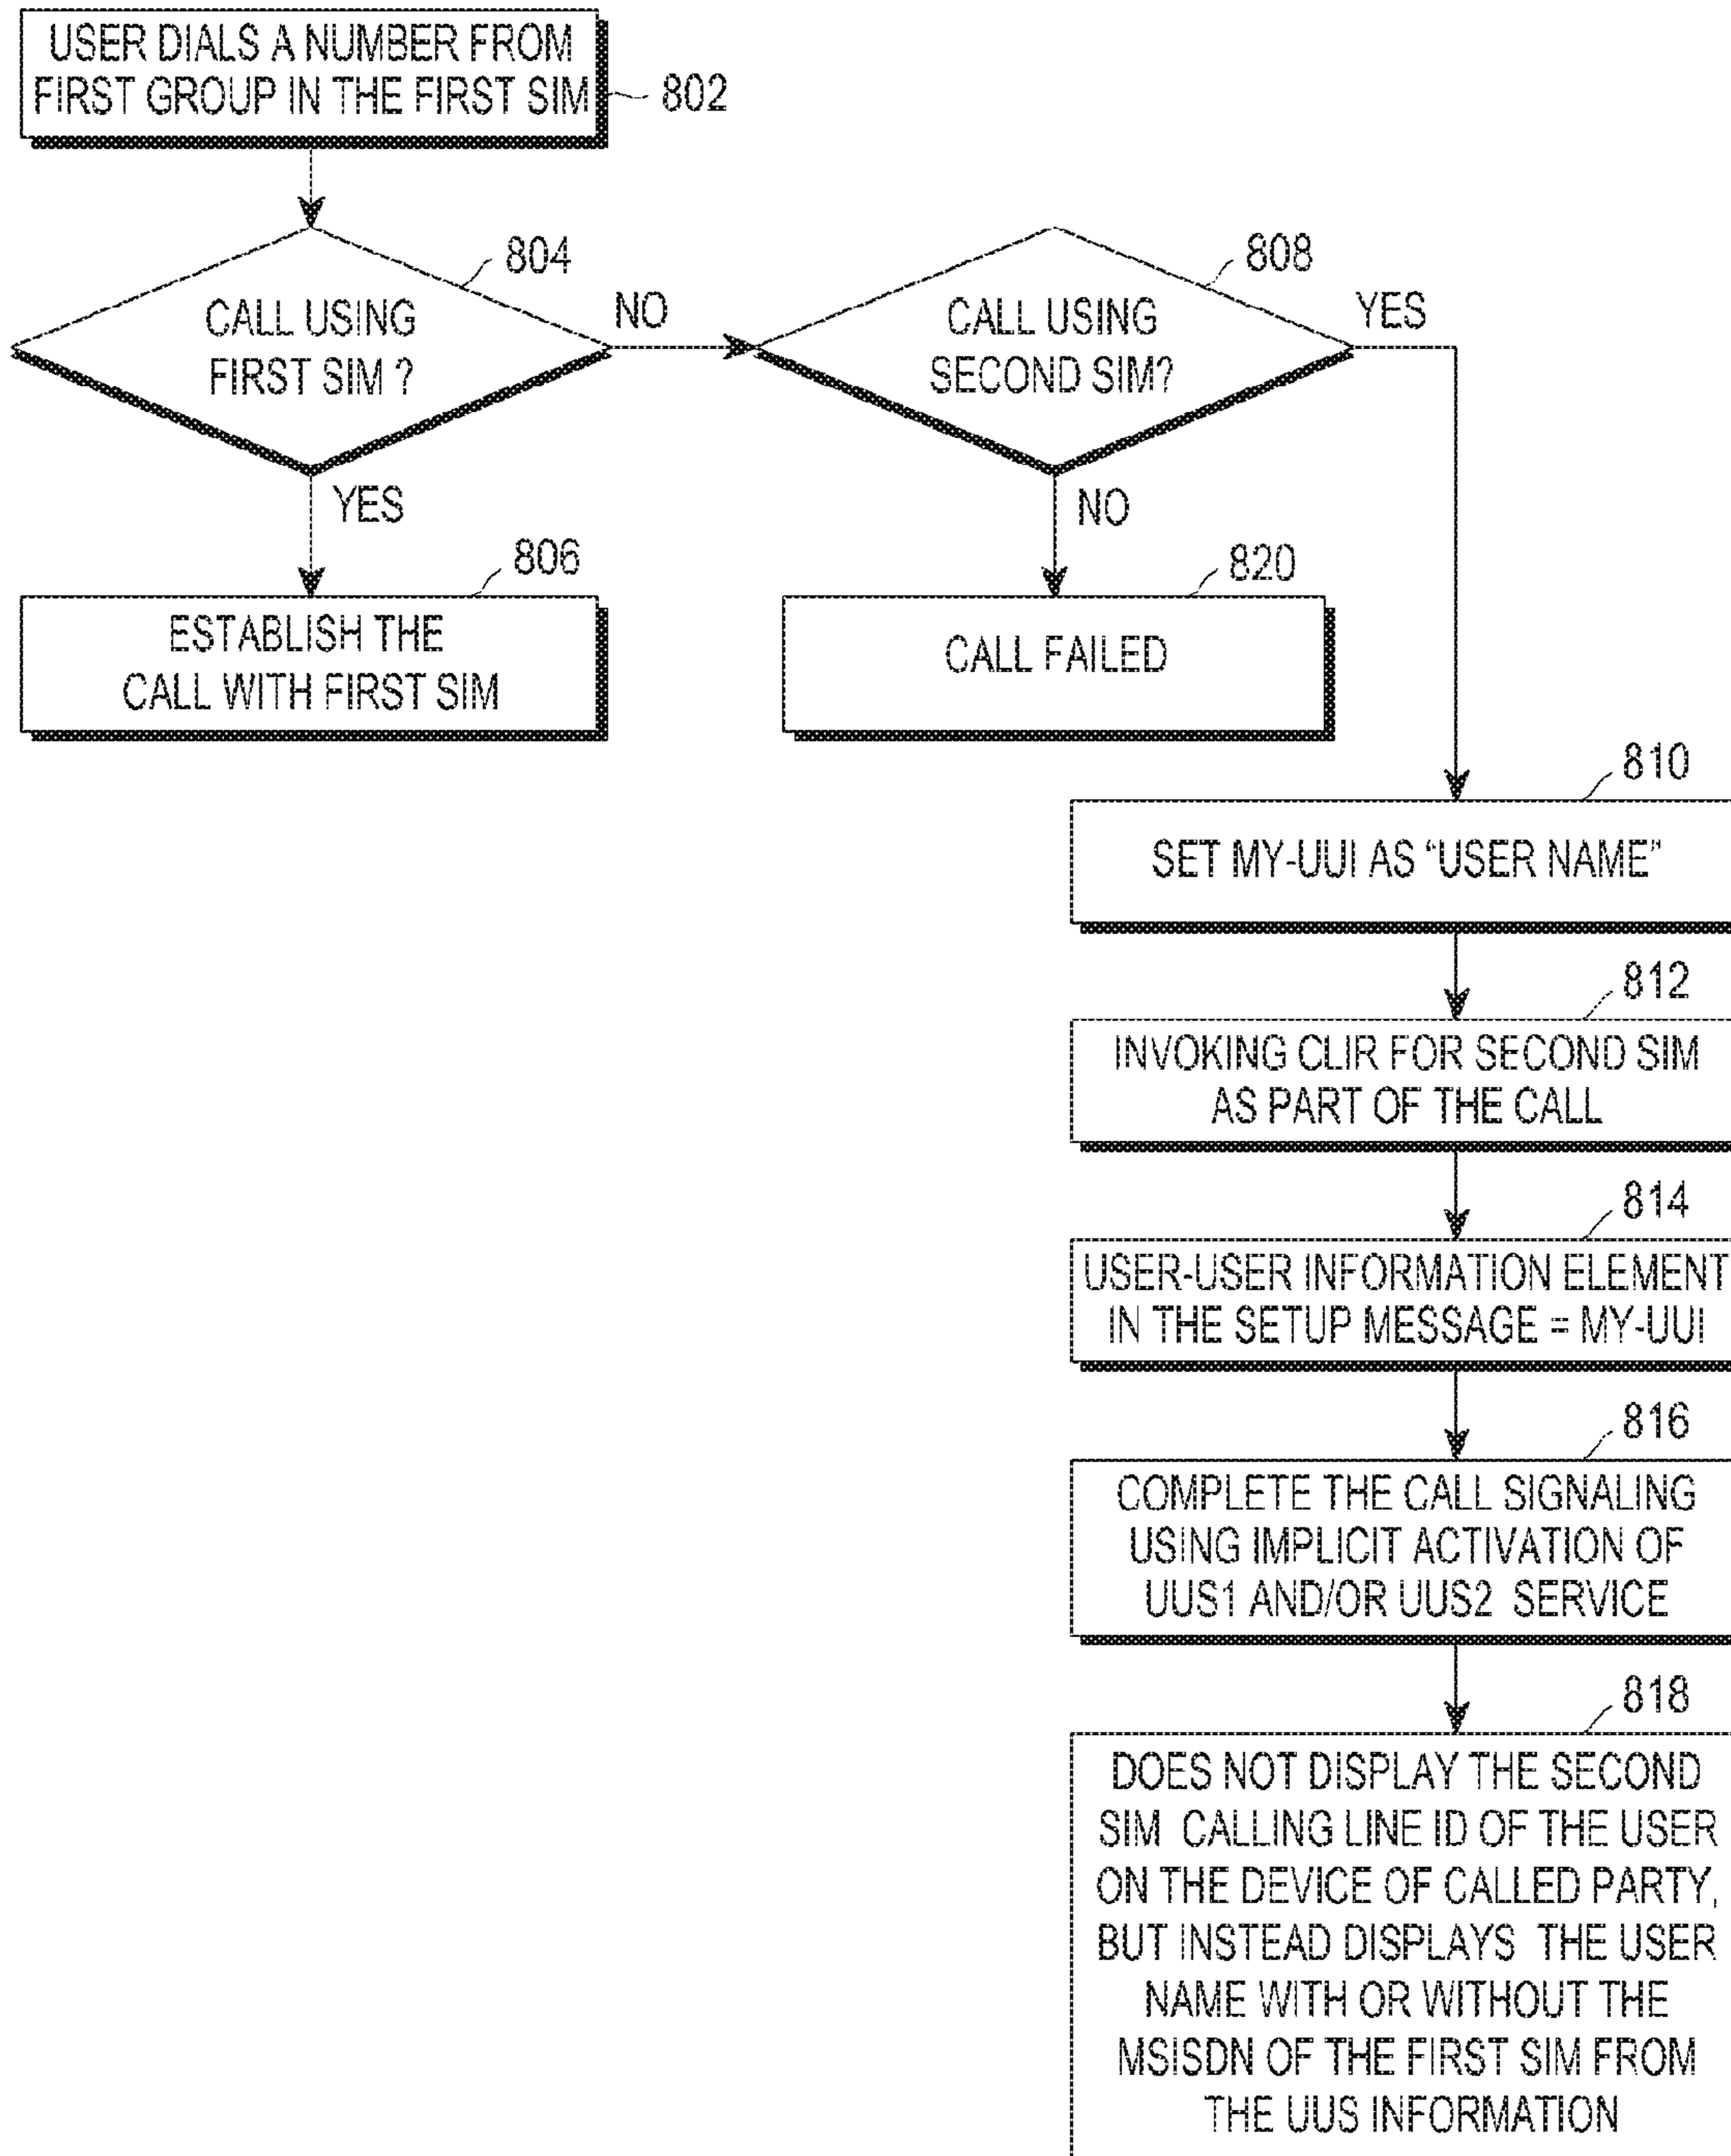 USER DIALS A NUMBER FROM
FIRST GROUP IN THE FIRST SIM
802
804
CALL USING
FIRST SIM ?
NO
YES
808
CALL USING
SECOND SIM?
YES
NO
806
ESTABLISH THE
CALL WITH FIRST SIM
820
CALL FAILED
810
SET MY-UUI AS “USER NAME”
812
INVOKING CLIR FOR SECOND SIM
AS PART OF THE CALL
814
USER-USER INFORMATION ELEMENT
IN THE SETUP MESSAGE = MY-UUI
816
COMPLETE THE CALL SIGNALING
USING IMPLICIT ACTIVATION OF
UUS1 AND/OR UUS2 SERVICE
818
DOES NOT DISPLAY THE SECOND
SIM CALLING LINE ID OF THE USER
ON THE DEVICE OF CALLED PARTY,
BUT INSTEAD DISPLAYS THE USER
NAME WITH OR WITHOUT THE
MSISDN OF THE FIRST SIM FROM
THE UUS INFORMATION